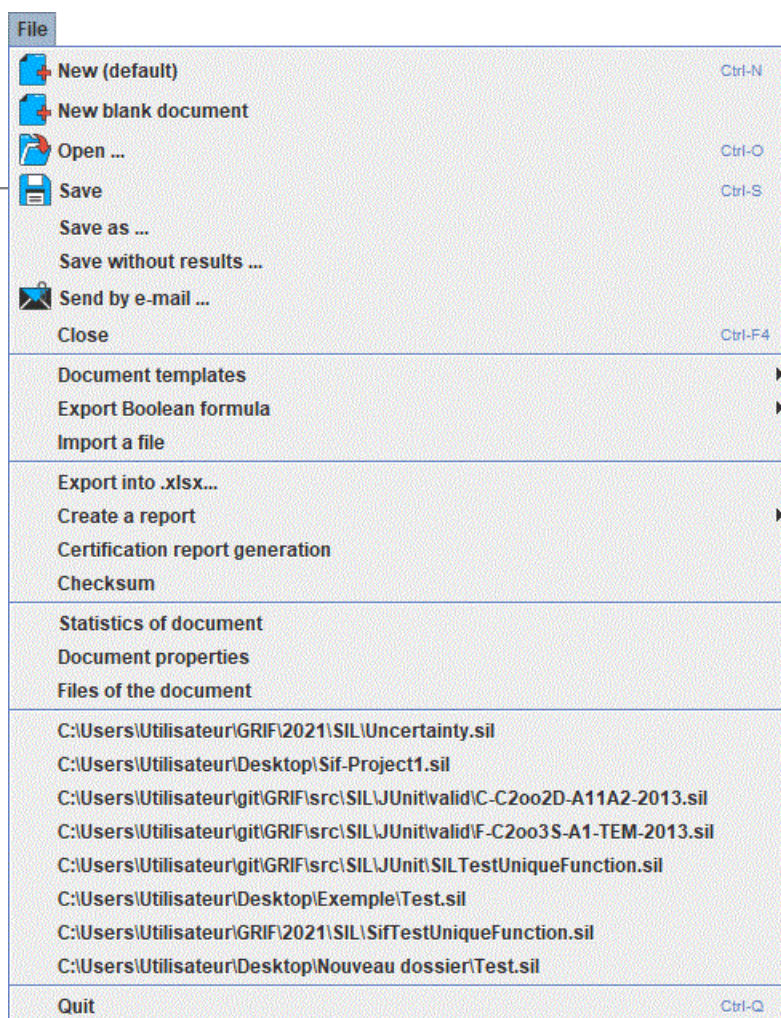 File
New (default) Ctrl-N
New blank document
Open ... Ctrl-O
Save Ctrl-S
Save as ...
Save without results ...
Send by e-mail ...
Close Ctrl-F4
Document templates
Export Boolean formula
Import a file
Export into .xlsx...
Create a report
Certification report generation
Checksum
Statistics of document
Document properties
Files of the document
C:\Users\Utilisateur\GRIF\2021\SIL\Uncertainty.sil
C:\Users\Utilisateur\Desktop\Sif-Project1.sil
C:\Users\Utilisateur\git\GRIF\src\SIL\JUnit\valid\C-C2oo2D-A11A2-2013.sil
C:\Users\Utilisateur\git\GRIF\src\SIL\JUnit\valid\F-C2oo3S-A1-TEM-2013.sil
C:\Users\Utilisateur\git\GRIF\src\SIL\JUnit\SILTestUniqueFunction.sil
C:\Users\Utilisateur\Desktop\Exemple\Test.sil
C:\Users\Utilisateur\GRIF\2021\SIL\SifTestUniqueFunction.sil
C:\Users\Utilisateur\Desktop\Nouveau dossier\Test.sil
Quit Ctrl-Q